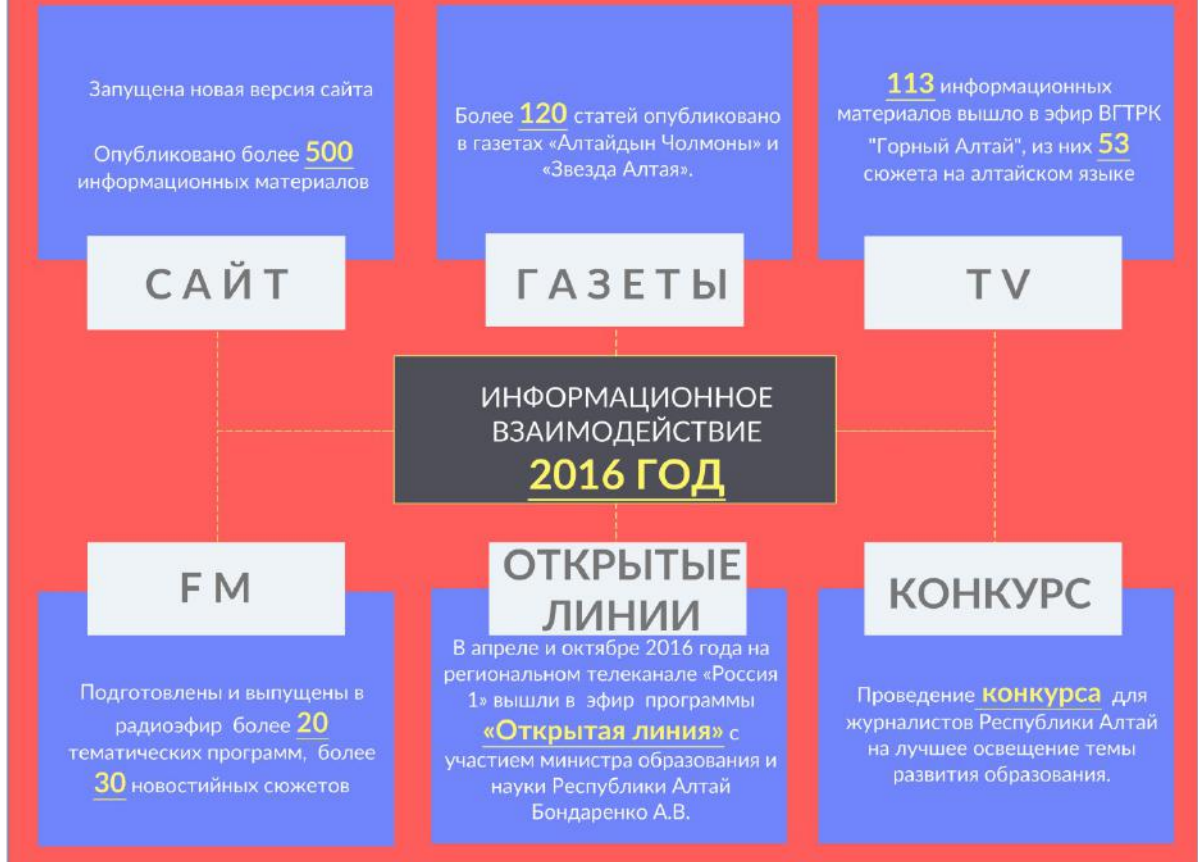 Запущена новая версия сайта
Опубликовано более 500
информационных материалов
САЙТ
Более 120 статей опубликовано
в газетах «Алтайдын Чолмоны» и
«Звезда Алтая».
ГАЗЕТЫ
113 информационных
материалов вышло в эфир ВГТРК
"Горный Алтай", из них 53
сюжета на алтайском языке
TV
ИНФОРМАЦИОННОЕ
ВЗАИМОДЕЙСТВИЕ
2016 ГОД
FM
Подготовлены и выпущены в
радиоэфир более 20
тематических программ, более
30 новостийных сюжетов
ОТКРЫТЫЕ
ЛИНИИ
В апреле и октябре 2016 года на
региональном телеканале «Россия
1» вышли в эфир программы
«Открытая линия» с
участием министра образования и
науки Республики Алтай
Бондаренко А.В.
КОНКУРС
Проведение конкурса для
журналистов Республики Алтай
на лучшее освещение темы
развития образования.